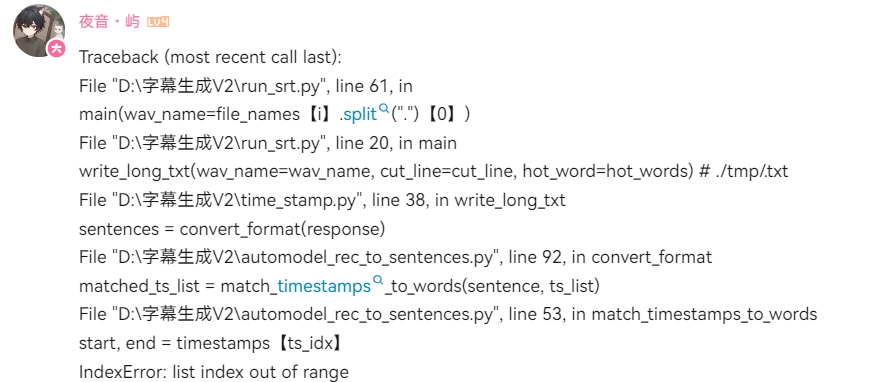 夜音·屿 LV4
大
Traceback (most recent call last):
File "D:\字幕生成V2\run_srt.py", line 61, in
main(wav_name=file_names【i】.split(".")【0】)
File "D:\字幕生成V2\run_srt.py", line 20, in main
write_long_txt(wav_name=wav_name, cut_line=cut_line, hot_word=hot_words) # ./tmp/.txt
File "D:\字幕生成V2\time_stamp.py", line 38, in write_long_txt
sentences = convert_format(response)
File "D:\字幕生成V2\automodel_rec_to_sentences.py", line 92, in convert_format
matched_ts_list = match_timestamps_to_words(sentence, ts_list)
File "D:\字幕生成V2\automodel_rec_to_sentences.py", line 53, in match_timestamps_to_words
start, end = timestamps【ts_idx】
IndexError: list index out of range